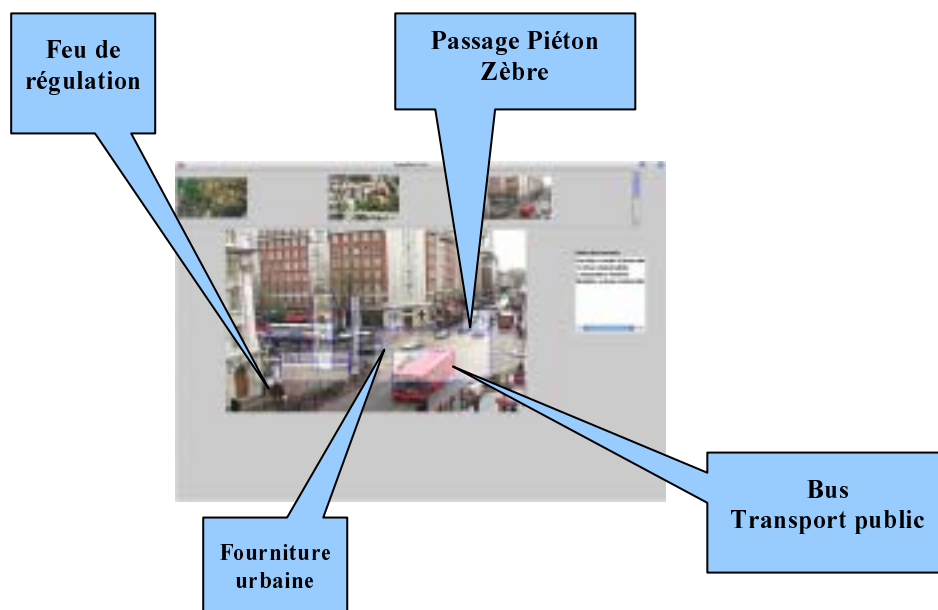 Feu de
régulation
Passage Piéton
Zèbre
Bus
Transport public
Fourniture
urbaine